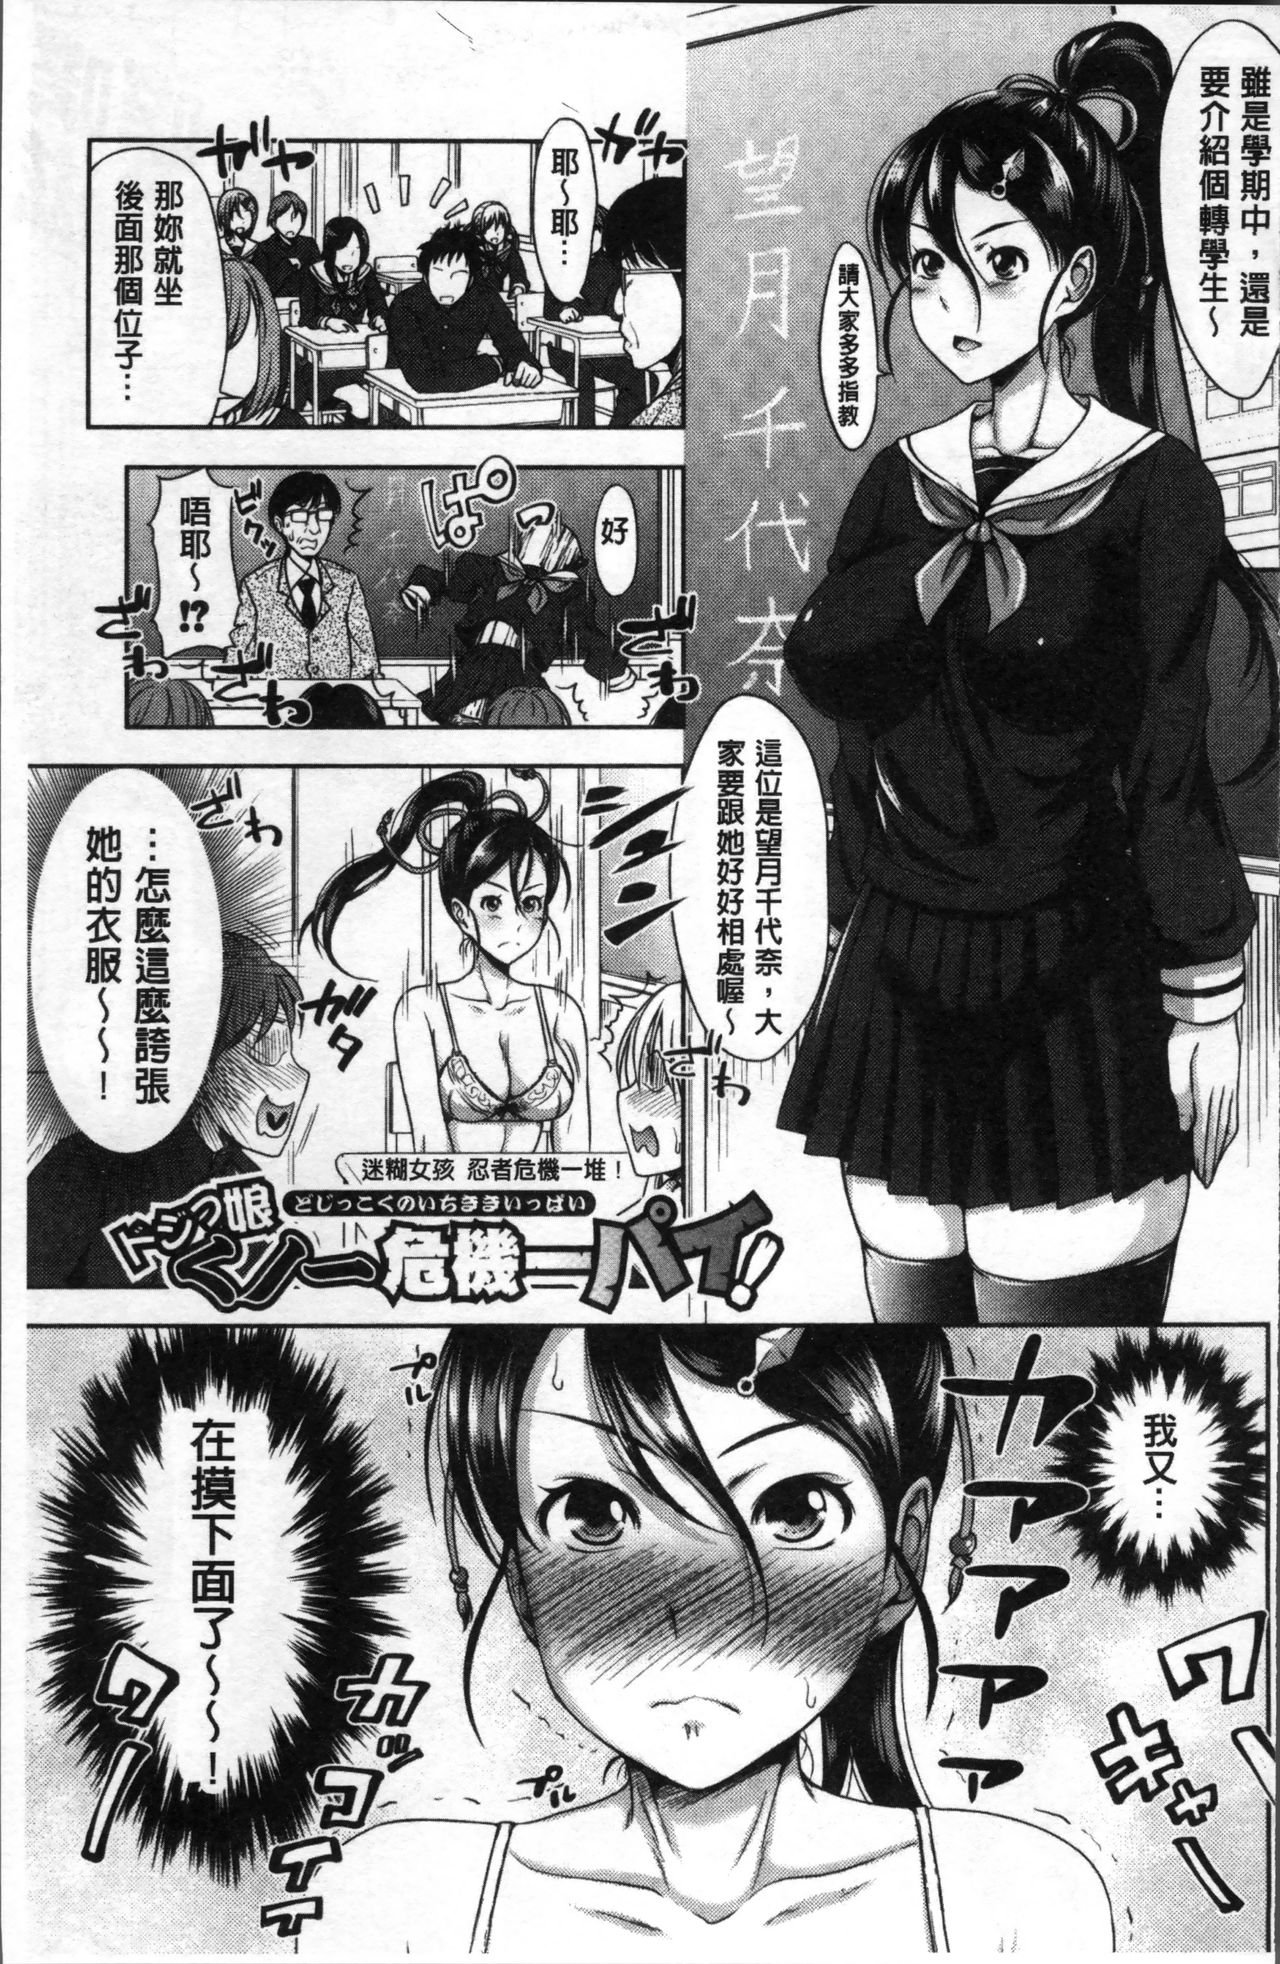 雖是學期中，還是
要介紹個轉學生～
望月千代奈
請大家多多指教
這位是望月千代奈，大
家要跟她好好相處喔～
ガヤ
ガヤ
耶～耶…
那妳就坐
後面那個位子…
好
ぱっ
唔耶～!?
ビクッ
ざわ
ざわ
ざわ
ざわ
ざわ
シュン
ガタ
…怎麼這麼誇張
她的衣服～～！
迷糊女孩 忍者危機一堆！
どじっこくのいちききいっぱい
ドジっ娘
くノ一危機一パイ!
我又…
カァァァァ
在摸下面了～～！
プル
プル
ワー
キャー
ワー
カッコイイー